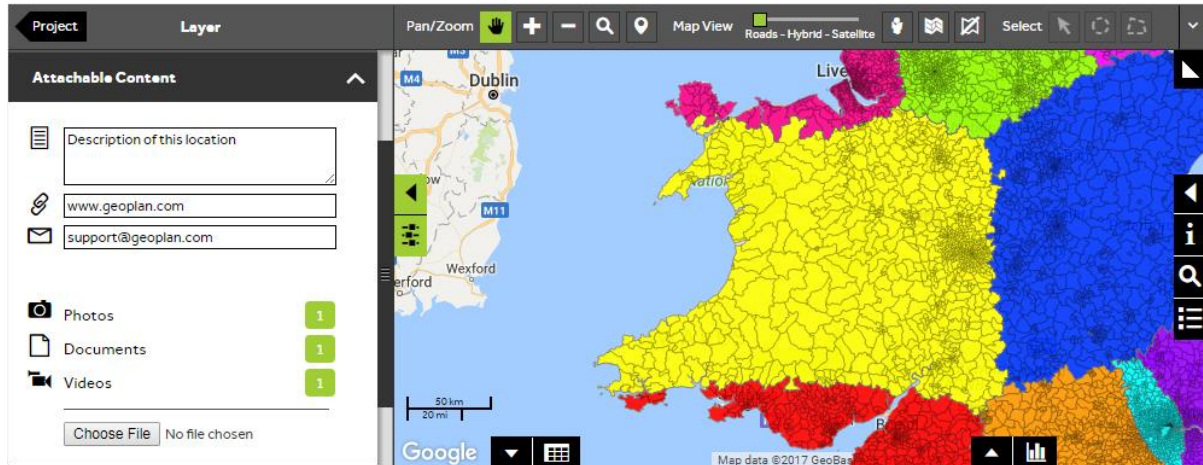 Project
Layer
Pan/Zoom
Map View
Roads - Hybrid - Satellite
Select
Attachable Content
Description of this location
www.geoplan.com
support@geoplan.com
Photos
1
Documents
1
Videos
1
Choose File
No file chosen
M4
Dublin
M11
Wexford
erford
Live
Natio
50 km
20 mi
Google
Map data ©2017 GeoBas